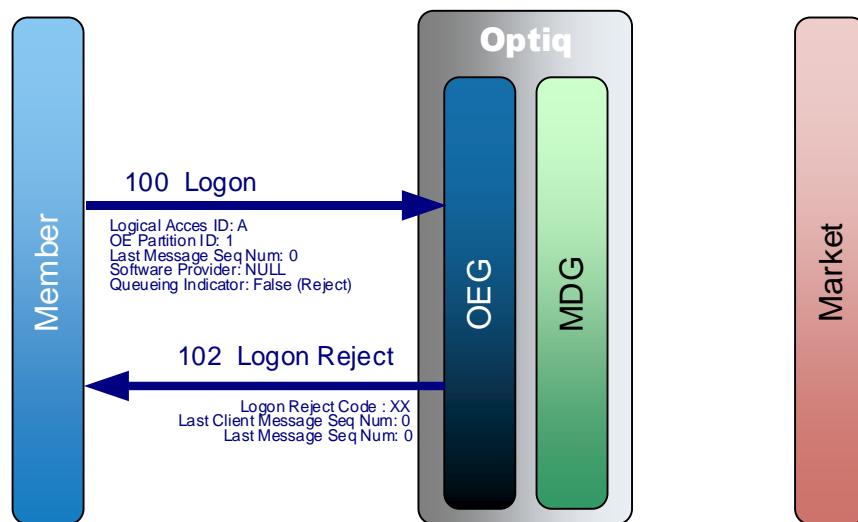 Optiq
Member
100 Logon
Logical Acces ID: A
OE Partition ID: 1
Last Message Seq Num: 0
Software Provider: NULL
Queueing Indicator: False (Reject)
OEG
MDG
Market
102 Logon Reject
Logon Reject Code : XX
Last Client Message Seq Num: 0
Last Message Seq Num: 0